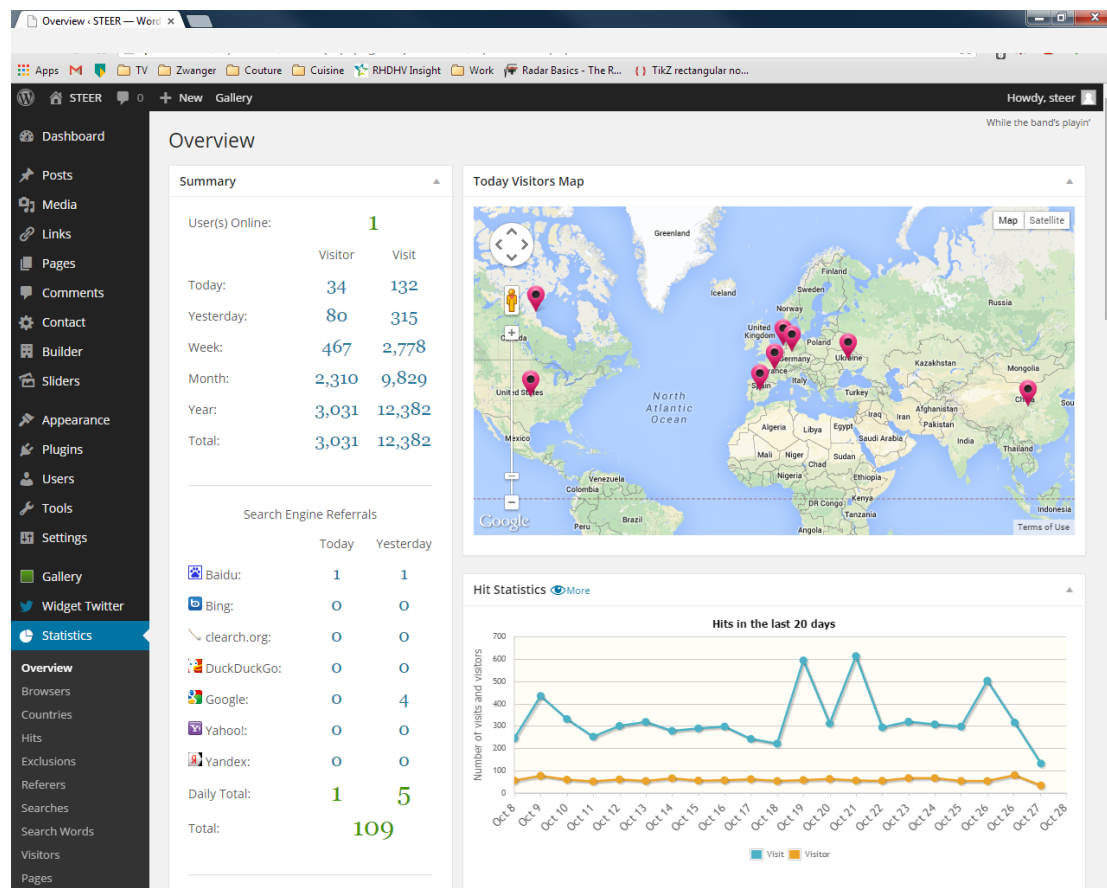 Overview ‹ STEER — Word
Apps TV Zwanger Couture Cuisine RHDHV Insight Work Radar Basics - The R... TikZ rectangular no...
STEER 0 + New Gallery Howdy, steer
While the band's playin'
Dashboard
Posts
Media
Links
Pages
Comments
Contact
Builder
Sliders
Appearance
Plugins
Users
Tools
Settings
Gallery
Widget Twitter
Statistics
Overview
Browsers
Countries
Hits
Exclusions
Referers
Searches
Search Words
Visitors
Pages
Overview
Summary
User(s) Online: 1
Visitor Visit
Today: 34 132
Yesterday: 80 315
Week: 467 2,778
Month: 2,310 9,829
Year: 3,031 12,382
Total: 3,031 12,382
Search Engine Referrals
Today Yesterday
Baidu: 1 1
Bing: 0 0
clearch.org: 0 0
DuckDuckGo: 0 0
Google: 0 4
Yahoo!: 0 0
Yandex: 0 0
Daily Total: 1 5
Total: 109
Today Visitors Map
Map Satellite
Greenland
Iceland
Finland
Sweden
Norway
Russia
United
Kingdom
Poland
Germany
Ukraine
Kazakhstan
Mongolia
Italy
Spain
Turkey
United States
North
Atlantic
Ocean
Iraq
Iran
Afghanistan
Pakistan
Algeria
Libya
Egypt
Saudi Arabia
India
Thailand
Mexico
Mali
Niger
Chad
Sudan
Nigeria
Ethiopia
Venezuela
Colombia
DR Congo
Kenya
Tanzania
Indonesia
Peru
Brazil
Angola
Google
Terms of Use
Hit Statistics More
Hits in the last 20 days
Number of visits and visitors
700
600
500
400
300
200
100
0
Oct 8 Oct 9 Oct 10 Oct 11 Oct 12 Oct 13 Oct 14 Oct 15 Oct 16 Oct 17 Oct 18 Oct 19 Oct 20 Oct 21 Oct 22 Oct 23 Oct 24 Oct 25 Oct 26 Oct 26 Oct 27 Oct 28
Visit Visitor